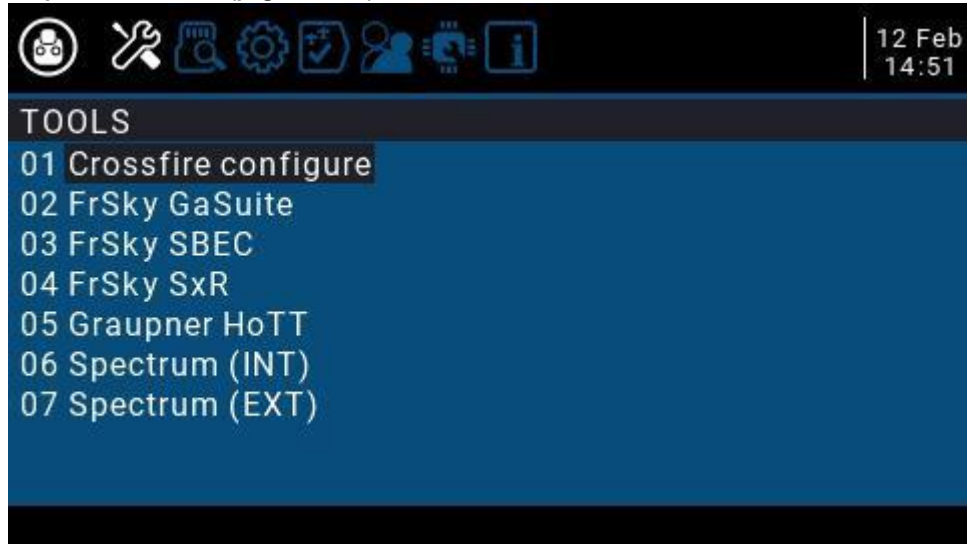 12 Feb
14:51
TOOLS
01 Crossfire configure
02 FrSky GaSuite
03 FrSky SBEC
04 FrSky SxR
05 Graupner HoTT
06 Spectrum (INT)
07 Spectrum (EXT)